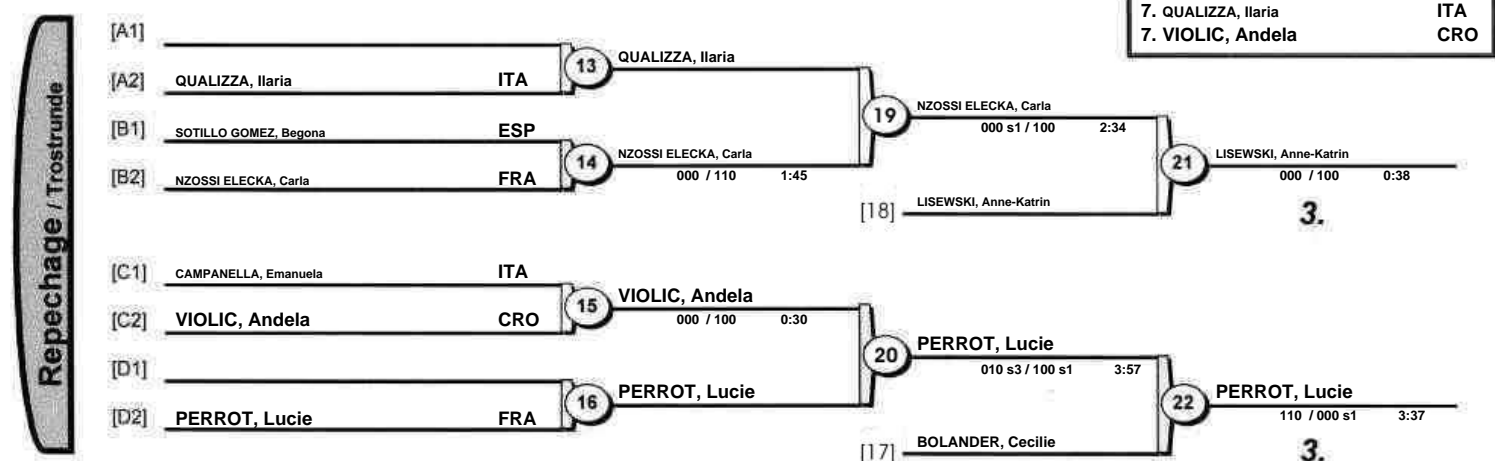 7. QUALIZZA, Ilaria ITA
7. VIOLIC, Andela CRO
Repechage / Trostrunde
[A1]
[A2] QUALIZZA, Ilaria ITA
13 QUALIZZA, Ilaria
[B1] SOTILLO GOMEZ, Begona ESP
[B2] NZOSSI ELECKA, Carla FRA
14 NZOSSI ELECKA, Carla
000 / 110 1:45
19 NZOSSI ELECKA, Carla
000 s1 / 100 2:34
[18] LISEWSKI, Anne-Katrin
21 LISEWSKI, Anne-Katrin
000 / 100 0:38
3.
[C1] CAMPANELLA, Emanuela ITA
[C2] VIOLIC, Andela CRO
15 VIOLIC, Andela
000 / 100 0:30
[D1]
[D2] PERROT, Lucie FRA
16 PERROT, Lucie
20 PERROT, Lucie
010 s3 / 100 s1 3:57
[17] BOLANDER, Cecilie
22 PERROT, Lucie
110 / 000 s1 3:37
3.